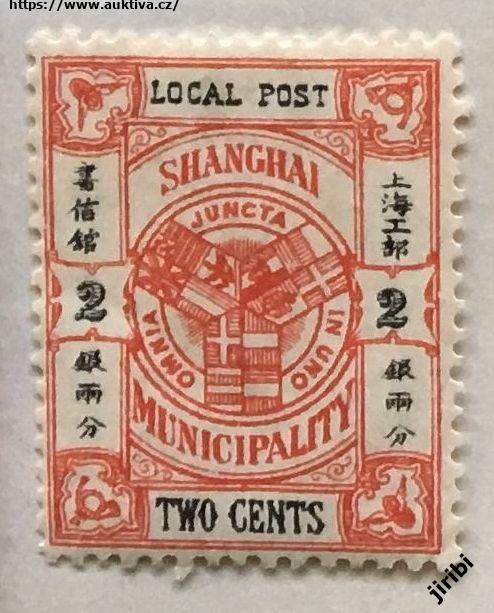 https://www.auktiva.cz/
LOCAL POST
SHANGHAI
MUNICIPALITY
OMNIA JUNCTA IN UNO
上海工部
書信館
2
2
銀兩分
銀兩分
TWO CENTS
jiribi